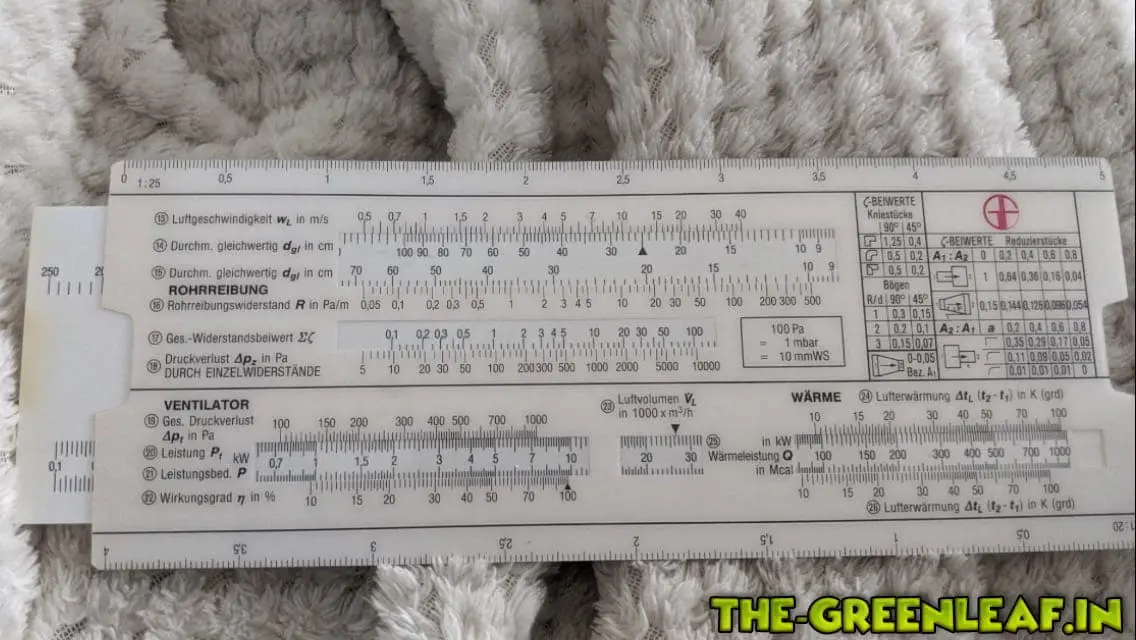 0 1:25 0,5 1 1,5 2 2,5 3 3,5 4 4,5 5
⑬ Luftgeschwindigkeit wL in m/s 0,5 0,7 1 1,5 2 3 4 5 7 10 15 20 30 40
⑭ Durchm. gleichwertig dgl in cm 100 90 80 70 60 50 40 30 20 15 10 9
⑮ Durchm. gleichwertig dgl in cm 70 60 50 40 30 20 15 10 9
ROHRREIBUNG
⑯ Rohrreibungswiderstand R in Pa/m 0,05 0,1 0,2 0,3 0,5 1 2 3 4 5 10 20 30 50 100 200 300 500
⑰ Ges.-Widerstandsbeiwert Σζ 0,1 0,2 0,3 0,5 1 2 3 4 5 10 20 30 50 100
⑱ Druckverlust Δpz in Pa 5 10 20 30 50 100 200 300 500 1000 2000 5000 10000
DURCH EINZELWIDERSTÄNDE
100 Pa
= 1 mbar
= 10 mmWS
ζ-BEIWERTE
Kniestücke
90° 45°
1,25 0,4
0,5 0,2
0,5 0,2
Bögen
R/d 90° 45°
1 0,3 0,15
2 0,2 0,1
3 0,15 0,07
0-0,05
Bez. A1
ζ-BEIWERTE Reduzierstücke
A1 : A2 0 0,2 0,4 0,6 0,8
1 0,64 0,36 0,16 0,04
0,15 0,144 0,126 0,096 0,054
A2 : A1 a 0,2 0,4 0,6 0,8
0,35 0,29 0,17 0,05
0,11 0,09 0,05 0,02
0,01 0,01 0,01 0
250
0,1
VENTILATOR
⑲ Ges. Druckverlust 100 150 200 300 400 500 700 1000
Δpt in Pa
⑳ Leistung P1 kW 0,7 1 1,5 2 3 4 5 7 10
㉑ Leistungsbed. P
㉒ Wirkungsgrad η in % 10 15 20 30 40 50 70 100
㉓ Luftvolumen V̇L
in 1000 x m³/h
20 30
WÄRME ㉔ Lufterwärmung ΔtL (t2 - t1) in K (grd)
10 15 20 30 40 50 70 100
㉕ in kW
Wärmeleistung Q 100 150 200 300 400 500 700 1000
in Mcal
10 15 20 30 40 50 70 100
㉖ Lufterwärmung ΔtL (t2 - t1) in K (grd)
4 3,5 3 2,5 2 1,5 1 0,5 1:20
THE-GREENLEAF.IN